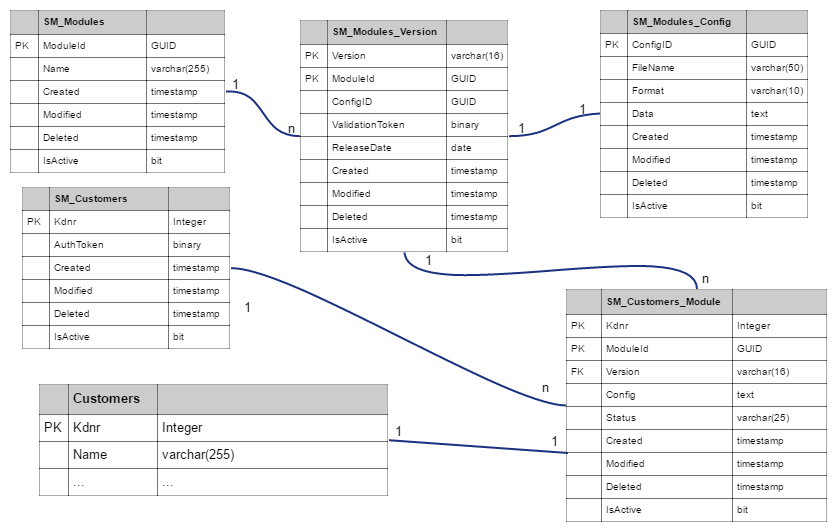 SM_Modules
PK ModuleId GUID
Name varchar(255)
Created timestamp
Modified timestamp
Deleted timestamp
IsActive bit
1
n
SM_Modules_Version
PK Version varchar(16)
PK ModuleId GUID
ConfigID GUID
ValidationToken binary
ReleaseDate date
Created timestamp
Modified timestamp
Deleted timestamp
IsActive bit
1
1
SM_Modules_Config
PK ConfigID GUID
FileName varchar(50)
Format varchar(10)
Data text
Created timestamp
Modified timestamp
Deleted timestamp
IsActive bit
SM_Customers
PK Kdnr Integer
AuthToken binary
Created timestamp
Modified timestamp
Deleted timestamp
IsActive bit
1
n
1
n
SM_Customers_Module
PK Kdnr Integer
PK ModuleId GUID
FK Version varchar(16)
Config text
Status varchar(25)
Created timestamp
Modified timestamp
Deleted timestamp
IsActive bit
Customers
PK Kdnr Integer
Name varchar(255)
... ...
1
1